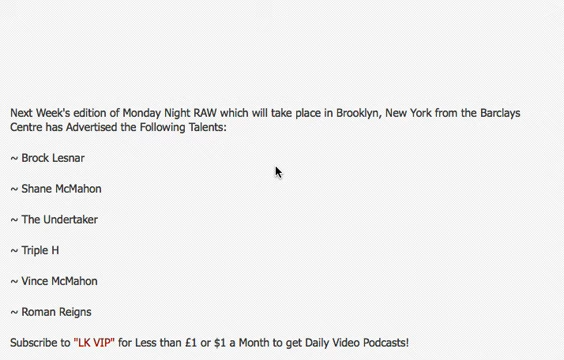 Next Week's edition of Monday Night RAW which will take place in Brooklyn, New York from the Barclays
Centre has Advertised the Following Talents:
~ Brock Lesnar
~ Shane McMahon
~ The Undertaker
~ Triple H
~ Vince McMahon
~ Roman Reigns
Subscribe to "LK VIP" for Less than £1 or $1 a Month to get Daily Video Podcasts!